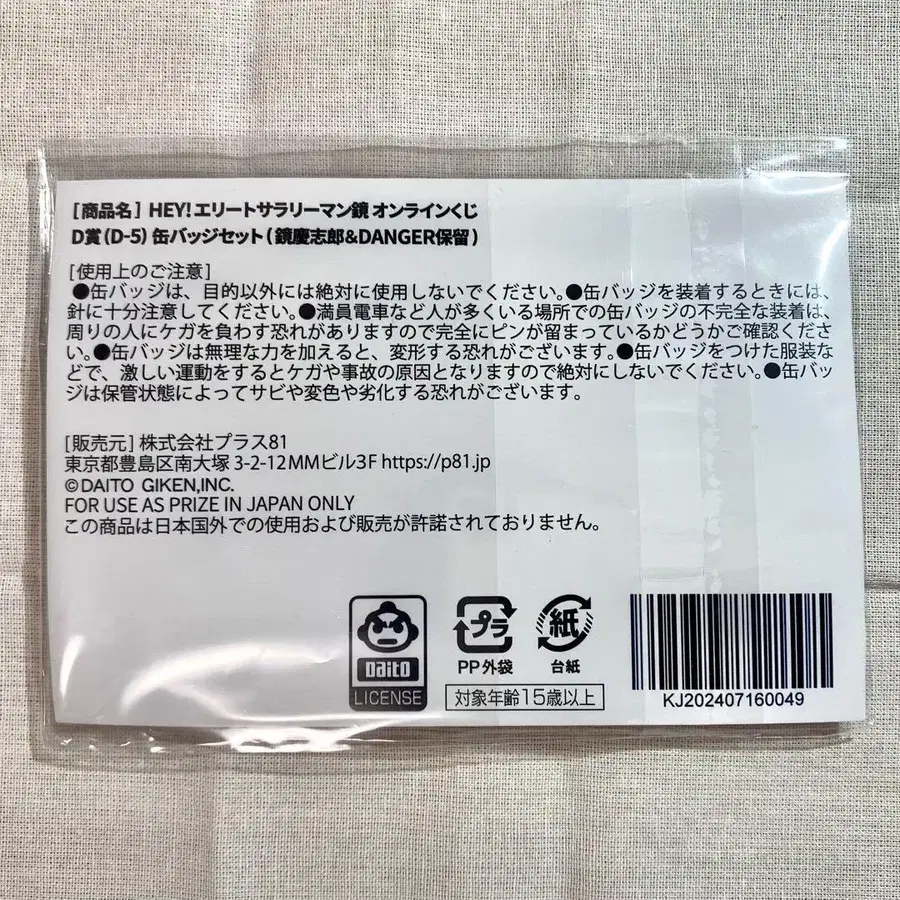 [商品名] HEY!エリートサラリーマン鏡 オンラインくじ
D賞(D-5) 缶バッジセット(鏡慶志郎&DANGER保留)
[使用上のご注意]
●缶バッジは、目的以外には絶対に使用しないでください。●缶バッジを装着するときには、
針に十分注意してください。●満員電車など人が多くいる場所での缶バッジの不完全な装着は、
周りの人にケガを負わす恐れがありますので完全にピンが留まっているかどうかご確認くださ
い。●缶バッジは無理な力を加えると、変形する恐れがございます。●缶バッジをつけた服装な
どで、激しい運動をするとケガや事故の原因となりますので絶対にしないでください。●缶バッ
ジは保管状態によってサビや変色や劣化する恐れがございます。
[販売元] 株式会社プラス81
東京都豊島区南大塚 3-2-12MMビル3F https://p81.jp
©DAITO GIKEN,INC.
FOR USE AS PRIZE IN JAPAN ONLY
この商品は日本国外での使用および販売が許諾されておりません。
Daito
LICENSE
プラ
PP外袋
紙
台紙
対象年齢15歳以上
KJ202407160049